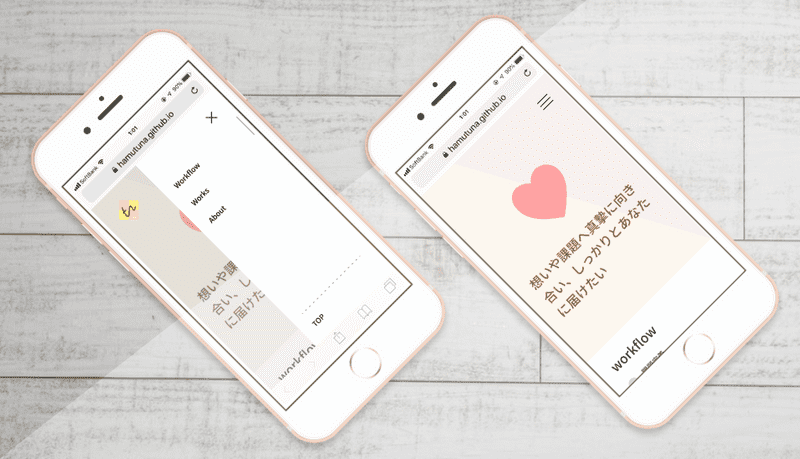 SoftBank 1:01 90%
hamutuna.github.io
Workflow
Works
About
想いや課
合い、し
に届けた
TOP
workflow
SoftBank 1:01 90%
hamutuna.github.io
想いや課題へ真摯に向き
合い、しっかりとあなた
に届けたい
workflow